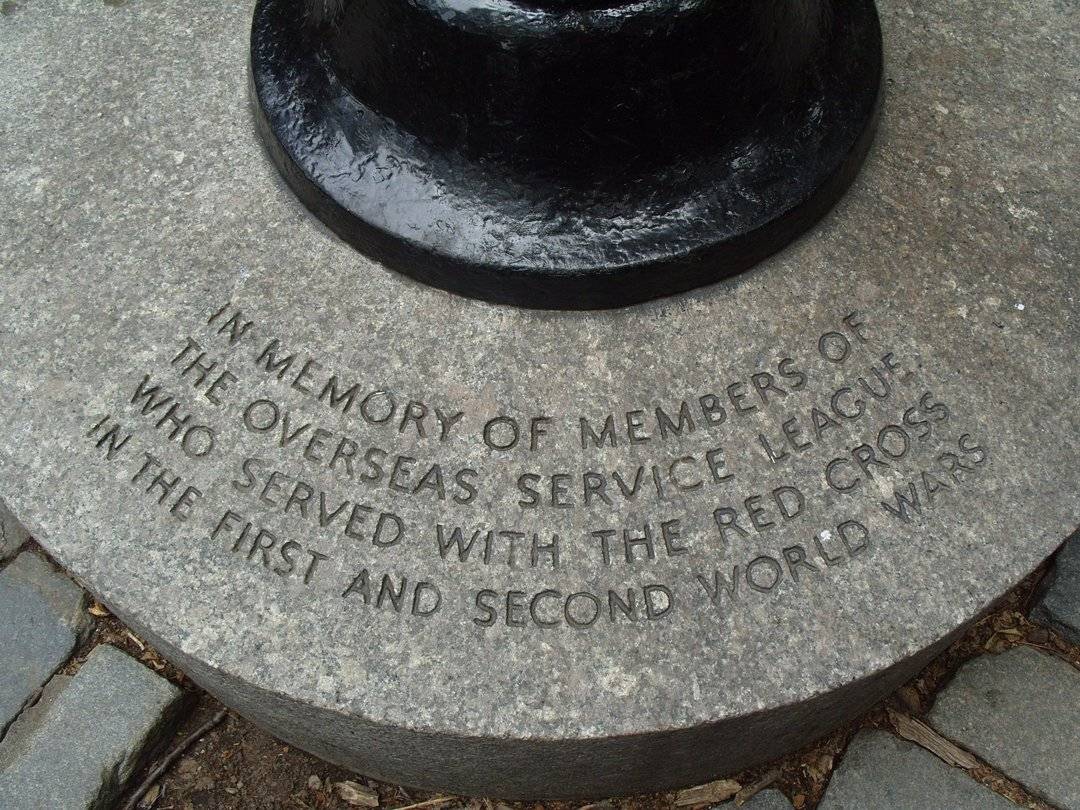 IN MEMORY OF MEMBERS OF
THE OVERSEAS SERVICE LEAGUE,
WHO SERVED WITH THE RED CROSS
IN THE FIRST AND SECOND WORLD WARS